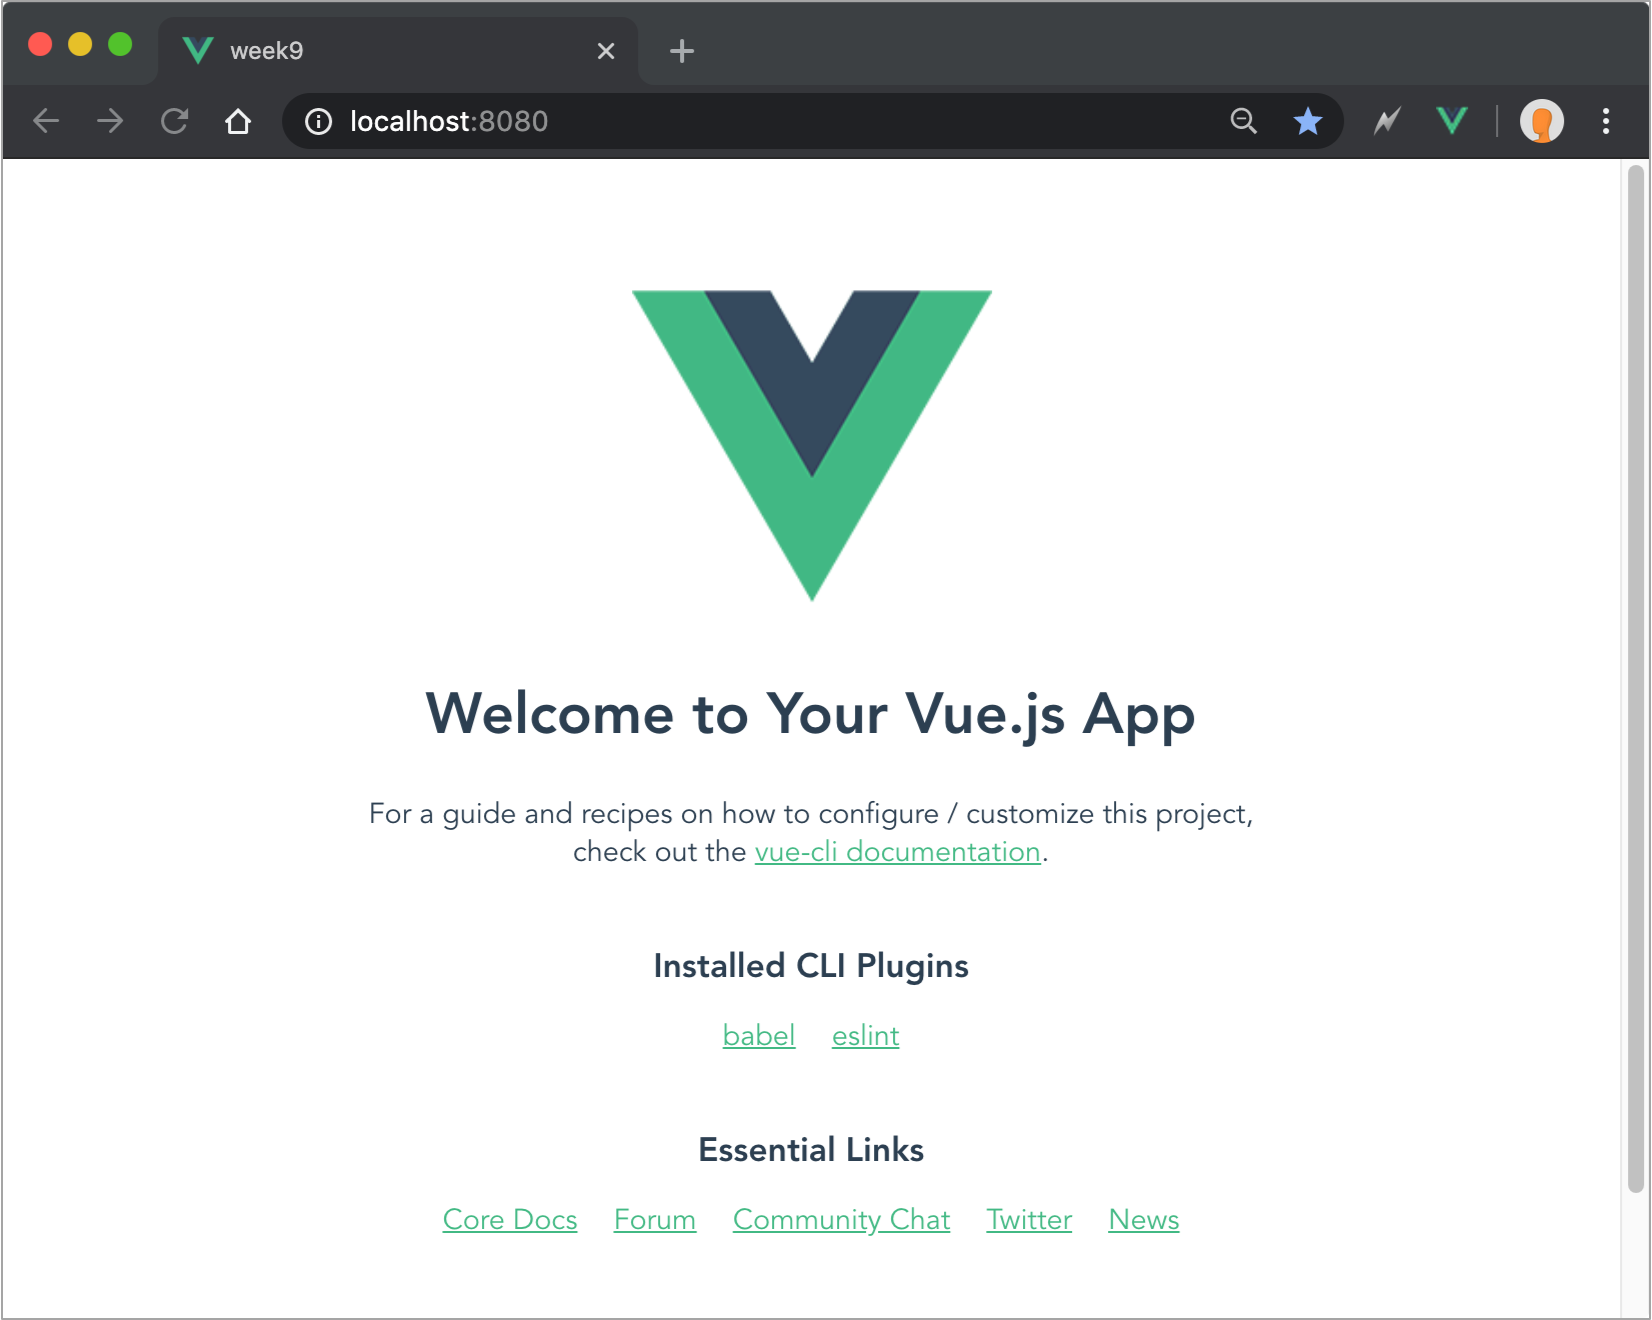 week9
localhost:8080
Welcome to Your Vue.js App
For a guide and recipes on how to configure / customize this project,
check out the vue-cli documentation.
Installed CLI Plugins
babel eslint
Essential Links
Core Docs Forum Community Chat Twitter News